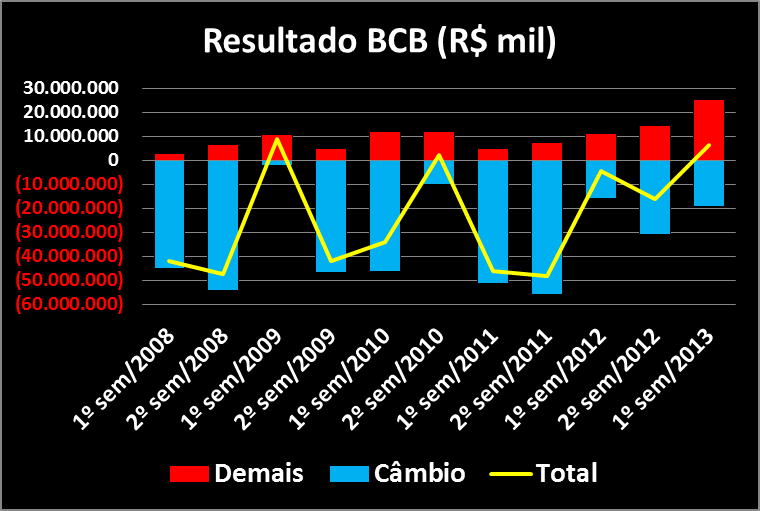 Resultado BCB (R$ mil)
30.000.000
20.000.000
10.000.000
0
(10.000.000)
(20.000.000)
(30.000.000)
(40.000.000)
(50.000.000)
(60.000.000)
1º sem/2008
2º sem/2008
1º sem/2009
2º sem/2009
1º sem/2010
2º sem/2010
1º sem/2011
2º sem/2011
1º sem/2012
2º sem/2012
1º sem/2013
Demais Câmbio Total